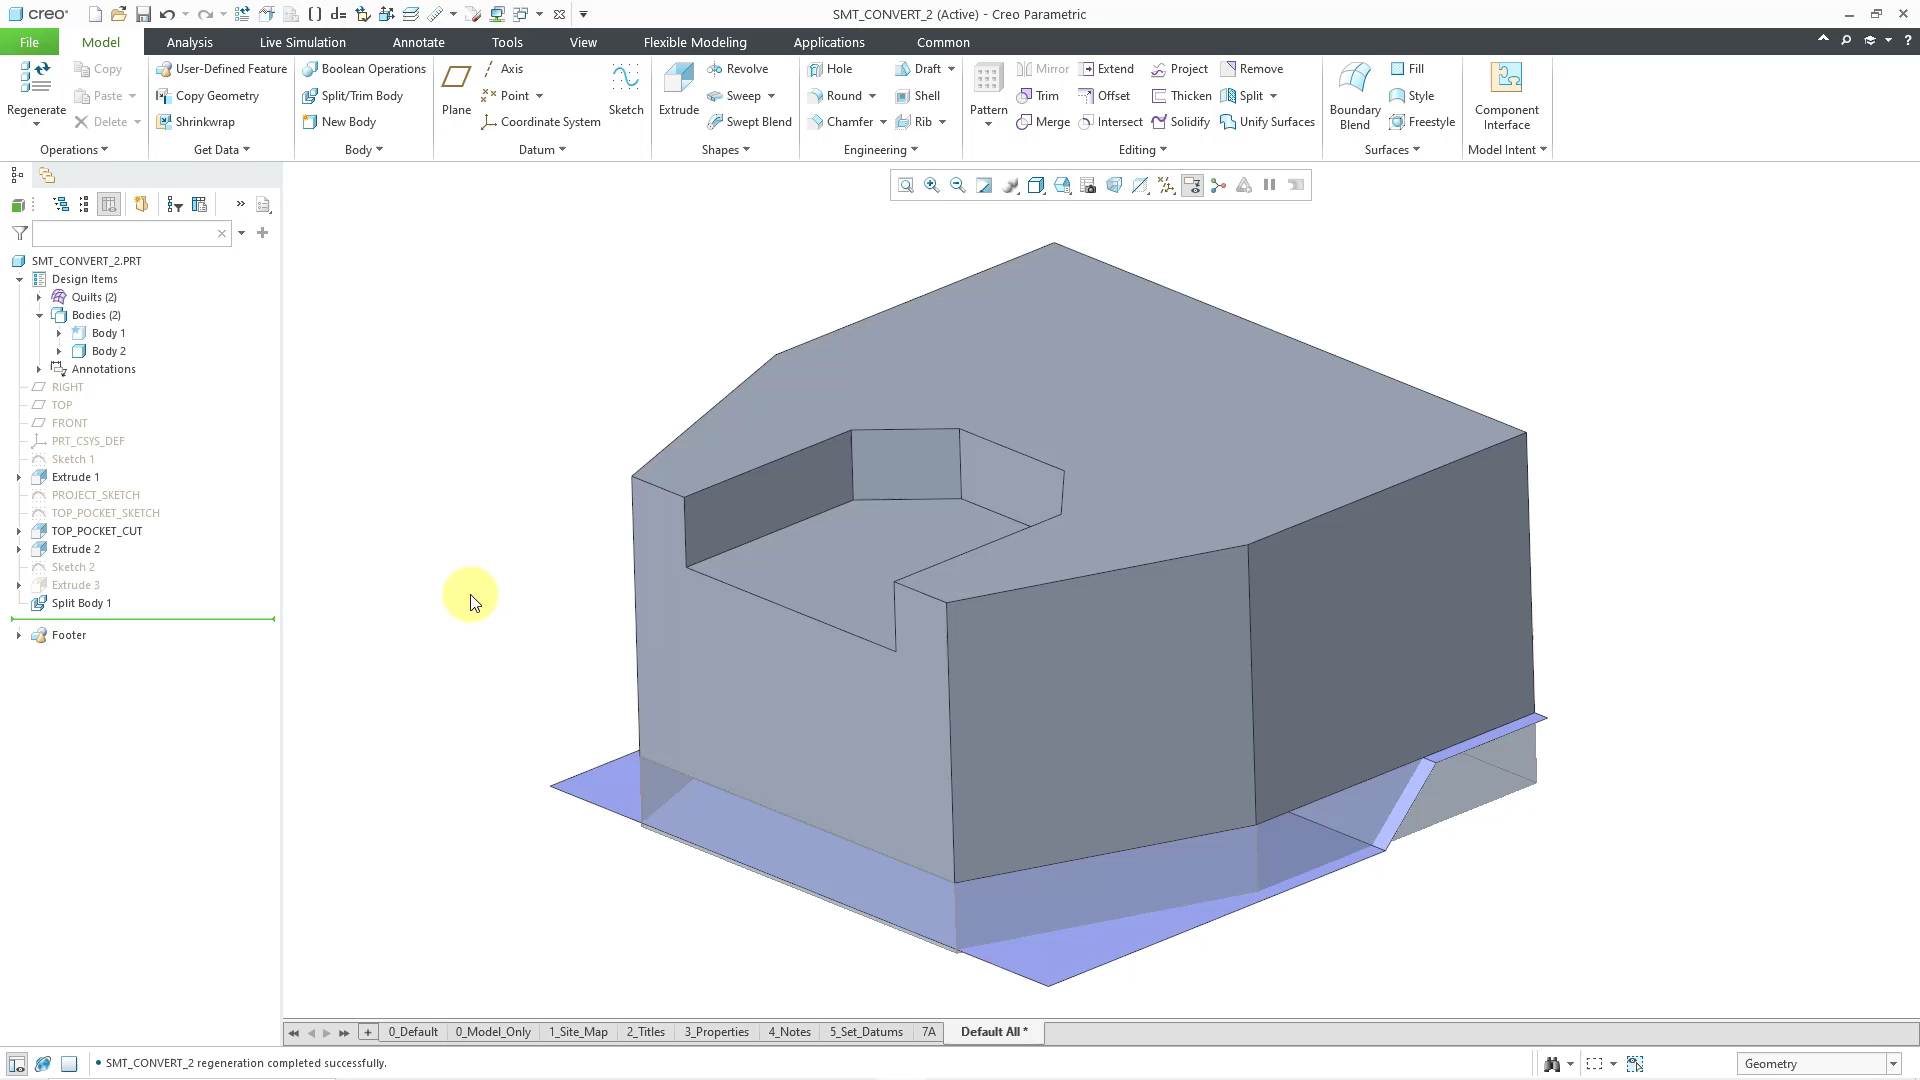 creo
SMT_CONVERT_2 (Active) - Creo Parametric
File Model Analysis Live Simulation Annotate Tools View Flexible Modeling Applications Common
Regenerate
Copy
Paste
Delete
Operations
User-Defined Feature
Copy Geometry
Shrinkwrap
Get Data
Boolean Operations
Split/Trim Body
New Body
Body
Plane
Axis
Point
Coordinate System
Sketch
Datum
Extrude
Revolve
Sweep
Swept Blend
Shapes
Hole
Round
Chamfer
Draft
Shell
Rib
Engineering
Pattern
Mirror
Trim
Merge
Extend
Offset
Intersect
Project
Thicken
Solidify
Remove
Split
Unify Surfaces
Editing
Boundary
Blend
Fill
Style
Freestyle
Surfaces
Component
Interface
Model Intent
SMT_CONVERT_2.PRT
Design Items
Quilts (2)
Bodies (2)
Body 1
Body 2
Annotations
RIGHT
TOP
FRONT
PRT_CSYS_DEF
Sketch 1
Extrude 1
PROJECT_SKETCH
TOP_POCKET_SKETCH
TOP_POCKET_CUT
Extrude 2
Sketch 2
Extrude 3
Split Body 1
Footer
0_Default 0_Model_Only 1_Site_Map 2_Titles 3_Properties 4_Notes 5_Set_Datums 7A Default All *
• SMT_CONVERT_2 regeneration completed successfully.
Geometry